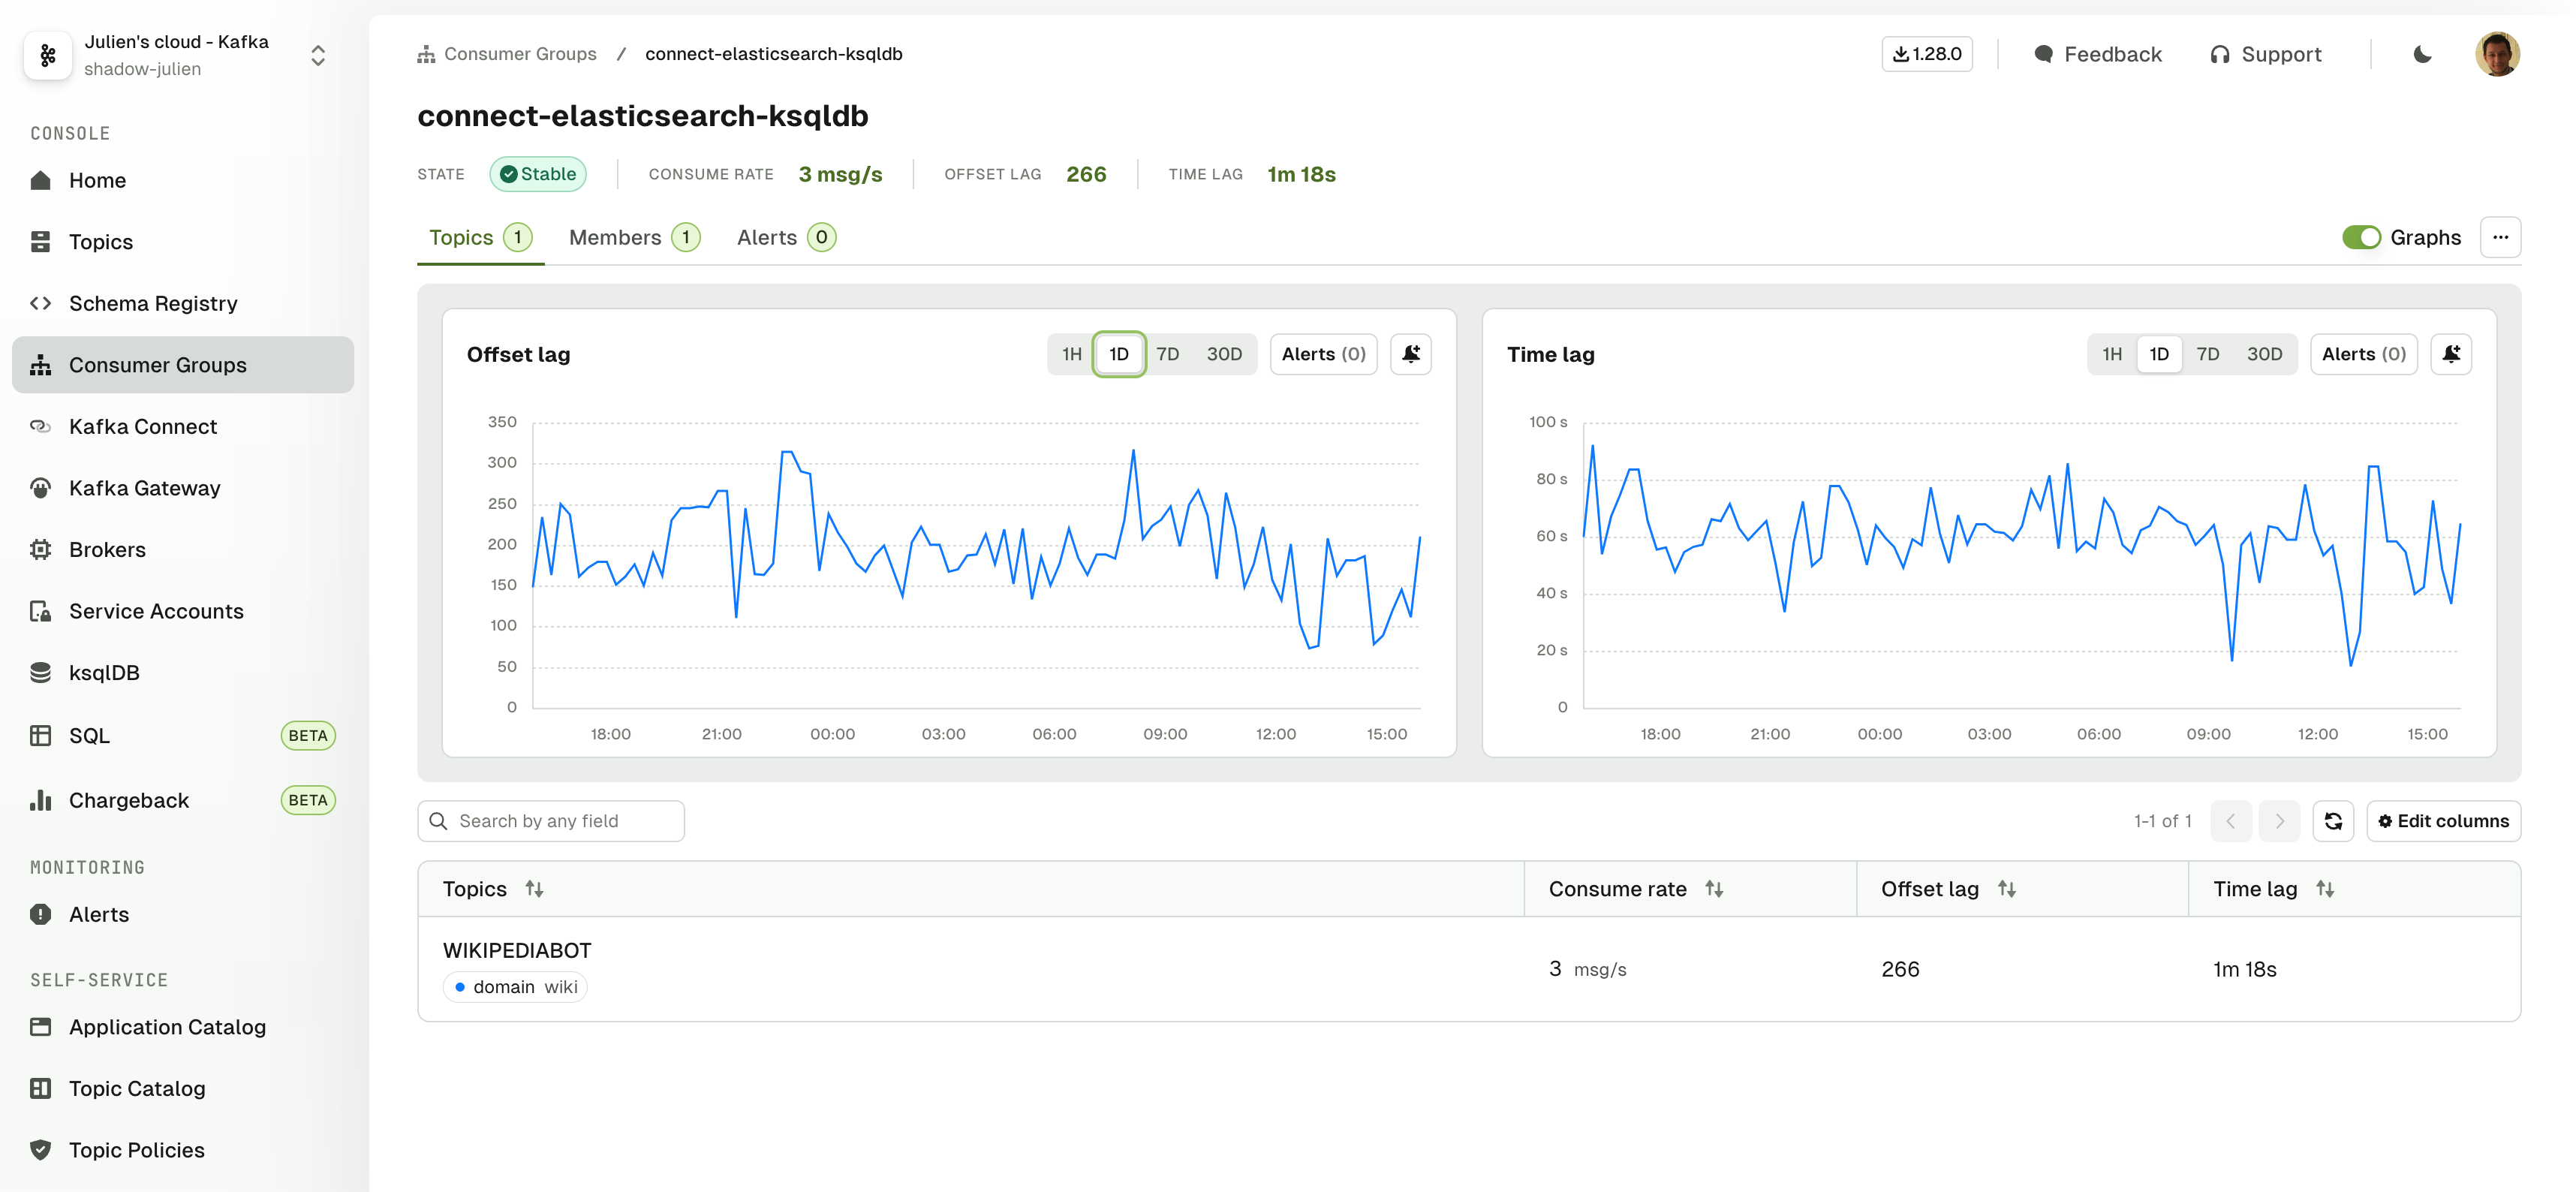 Julien's cloud - Kafka
shadow-julien
CONSOLE
Home
Topics
Schema Registry
Consumer Groups
Kafka Connect
Kafka Gateway
Brokers
Service Accounts
ksqlDB
SQL BETA
Chargeback BETA
MONITORING
Alerts
SELF-SERVICE
Application Catalog
Topic Catalog
Topic Policies
Consumer Groups / connect-elasticsearch-ksqldb
1.28.0 Feedback Support
connect-elasticsearch-ksqldb
STATE Stable CONSUME RATE 3 msg/s OFFSET LAG 266 TIME LAG 1m 18s
Topics 1 Members 1 Alerts 0
Graphs
Offset lag 1H 1D 7D 30D Alerts (0)
350
300
250
200
150
100
50
0
18:00 21:00 00:00 03:00 06:00 09:00 12:00 15:00
Time lag 1H 1D 7D 30D Alerts (0)
100 s
80 s
60 s
40 s
20 s
0
18:00 21:00 00:00 03:00 06:00 09:00 12:00 15:00
Search by any field
1-1 of 1 Edit columns
Topics Consume rate Offset lag Time lag
WIKIPEDIABOT
domain wiki
3 msg/s 266 1m 18s